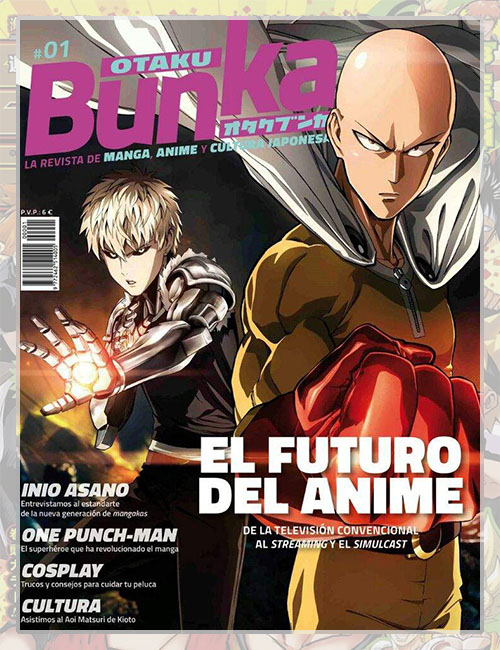 #01
OTAKU
Bunka
オタクブンカ
LA REVISTA DE MANGA, ANIME Y CULTURA JAPONESA
P.V.P.: 6 €
EL FUTURO
DEL ANIME
DE LA TELEVISIÓN CONVENCIONAL
AL STREAMING Y EL SIMULCAST
INIO ASANO
Entrevistamos al estandarte
de la nueva generación de mangakas
ONE PUNCH-MAN
El superhéroe que ha revolucionado el manga
COSPLAY
Trucos y consejos para cuidar tu peluca
CULTURA
Asistimos al Aoi Matsuri de Kioto